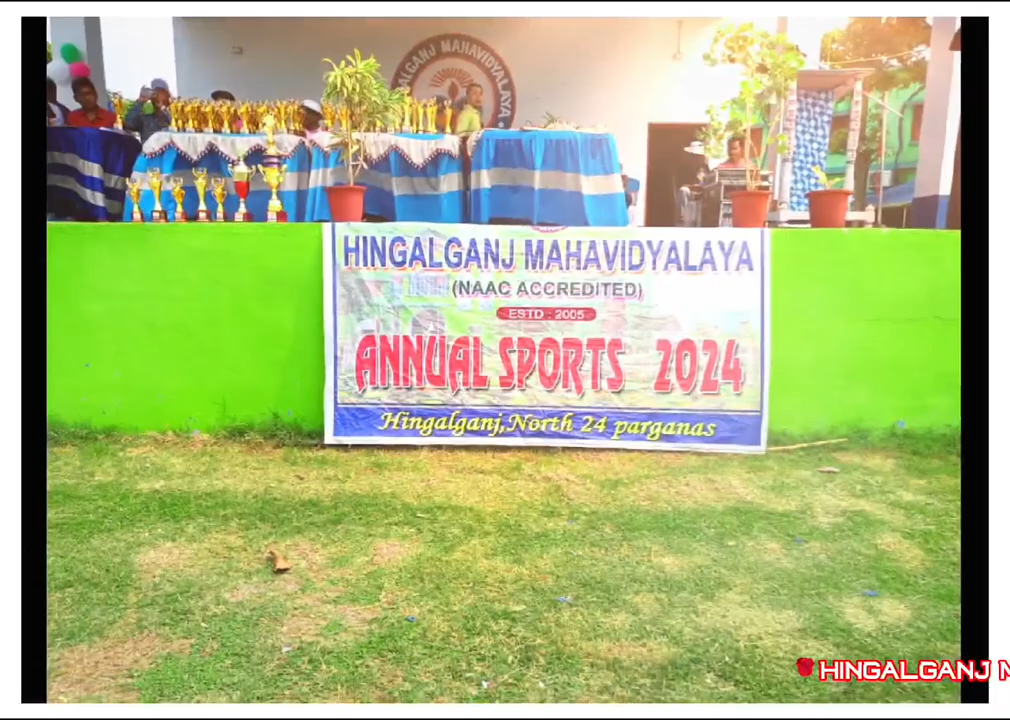 HINGALGANJ MAHAVIDYALAYA
HINGALGANJ MAHAVIDYALAYA
(NAAC ACCREDITED)
ESTD : 2005
ANNUAL SPORTS 2024
Hingalganj, North 24 parganas
HINGALGANJ M